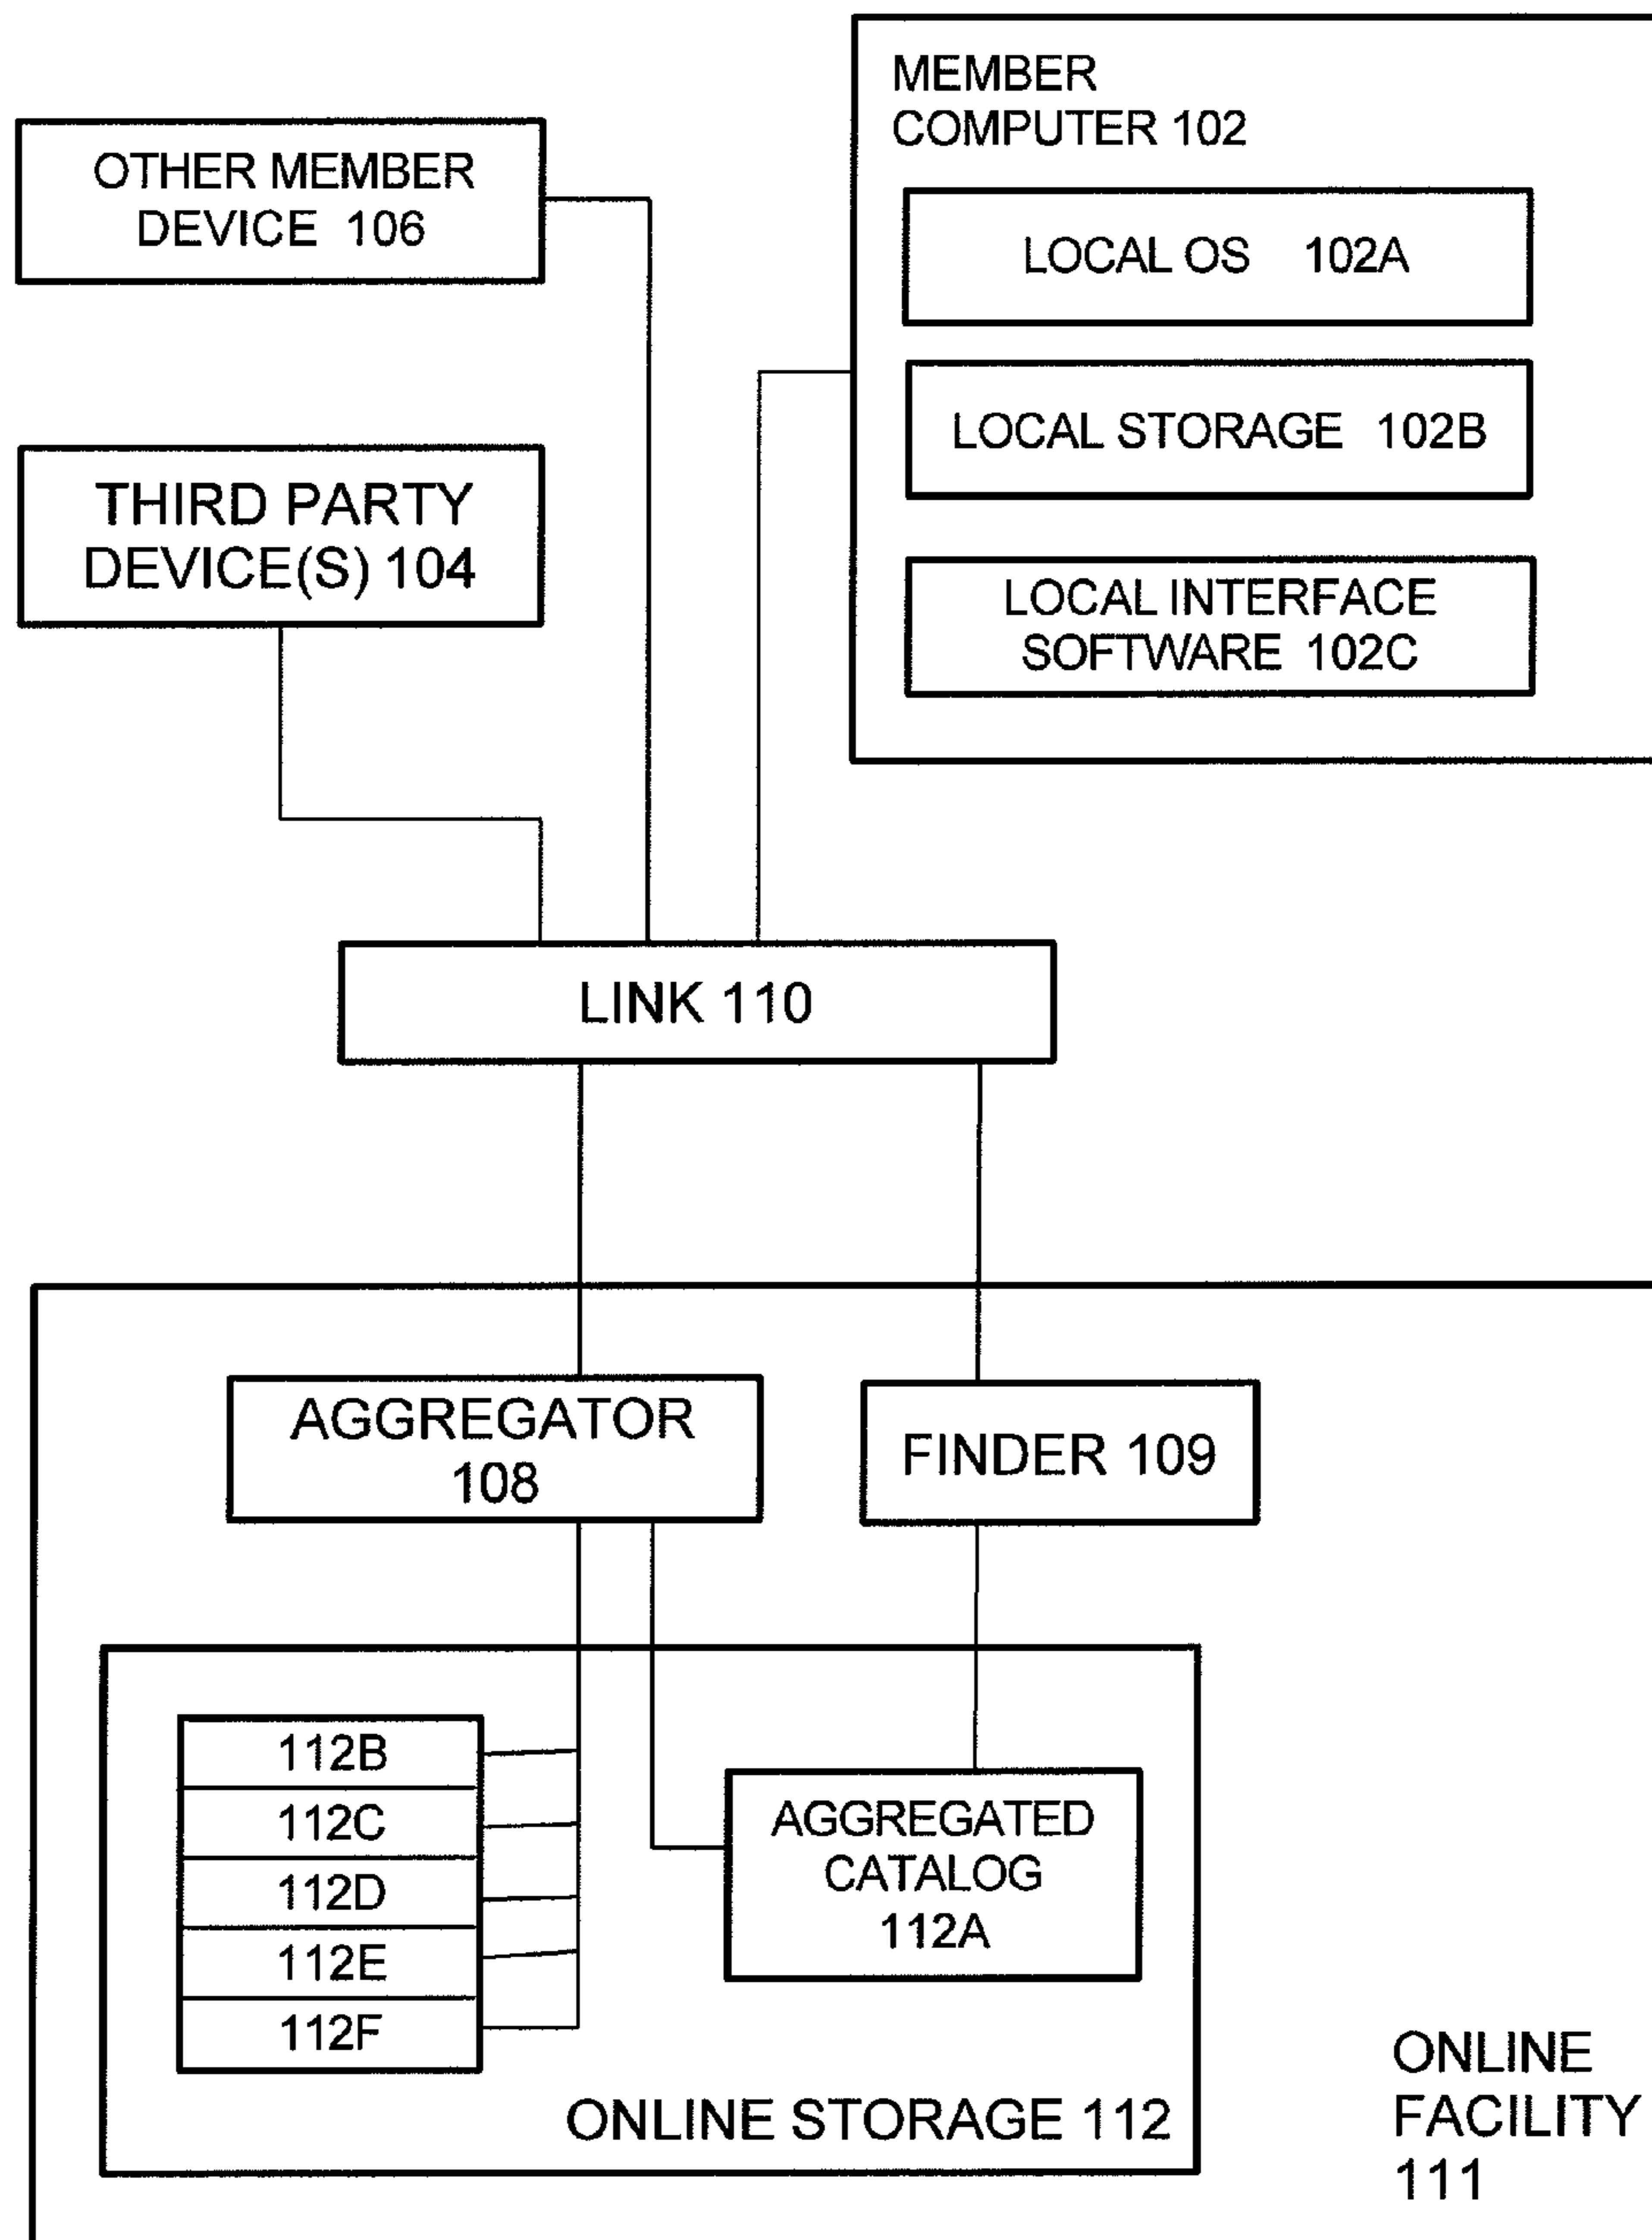 MEMBER
COMPUTER 102
OTHER MEMBER
DEVICE 106
LOCAL OS 102A
LOCAL STORAGE 102B
THIRD PARTY
DEVICE(S) 104
LOCAL INTERFACE
SOFTWARE 102C
LINK 110
AGGREGATOR
108
FINDER 109
112B
112C
112D
112E
112F
AGGREGATED
CATALOG
112A
ONLINE STORAGE 112
ONLINE
FACILITY
111